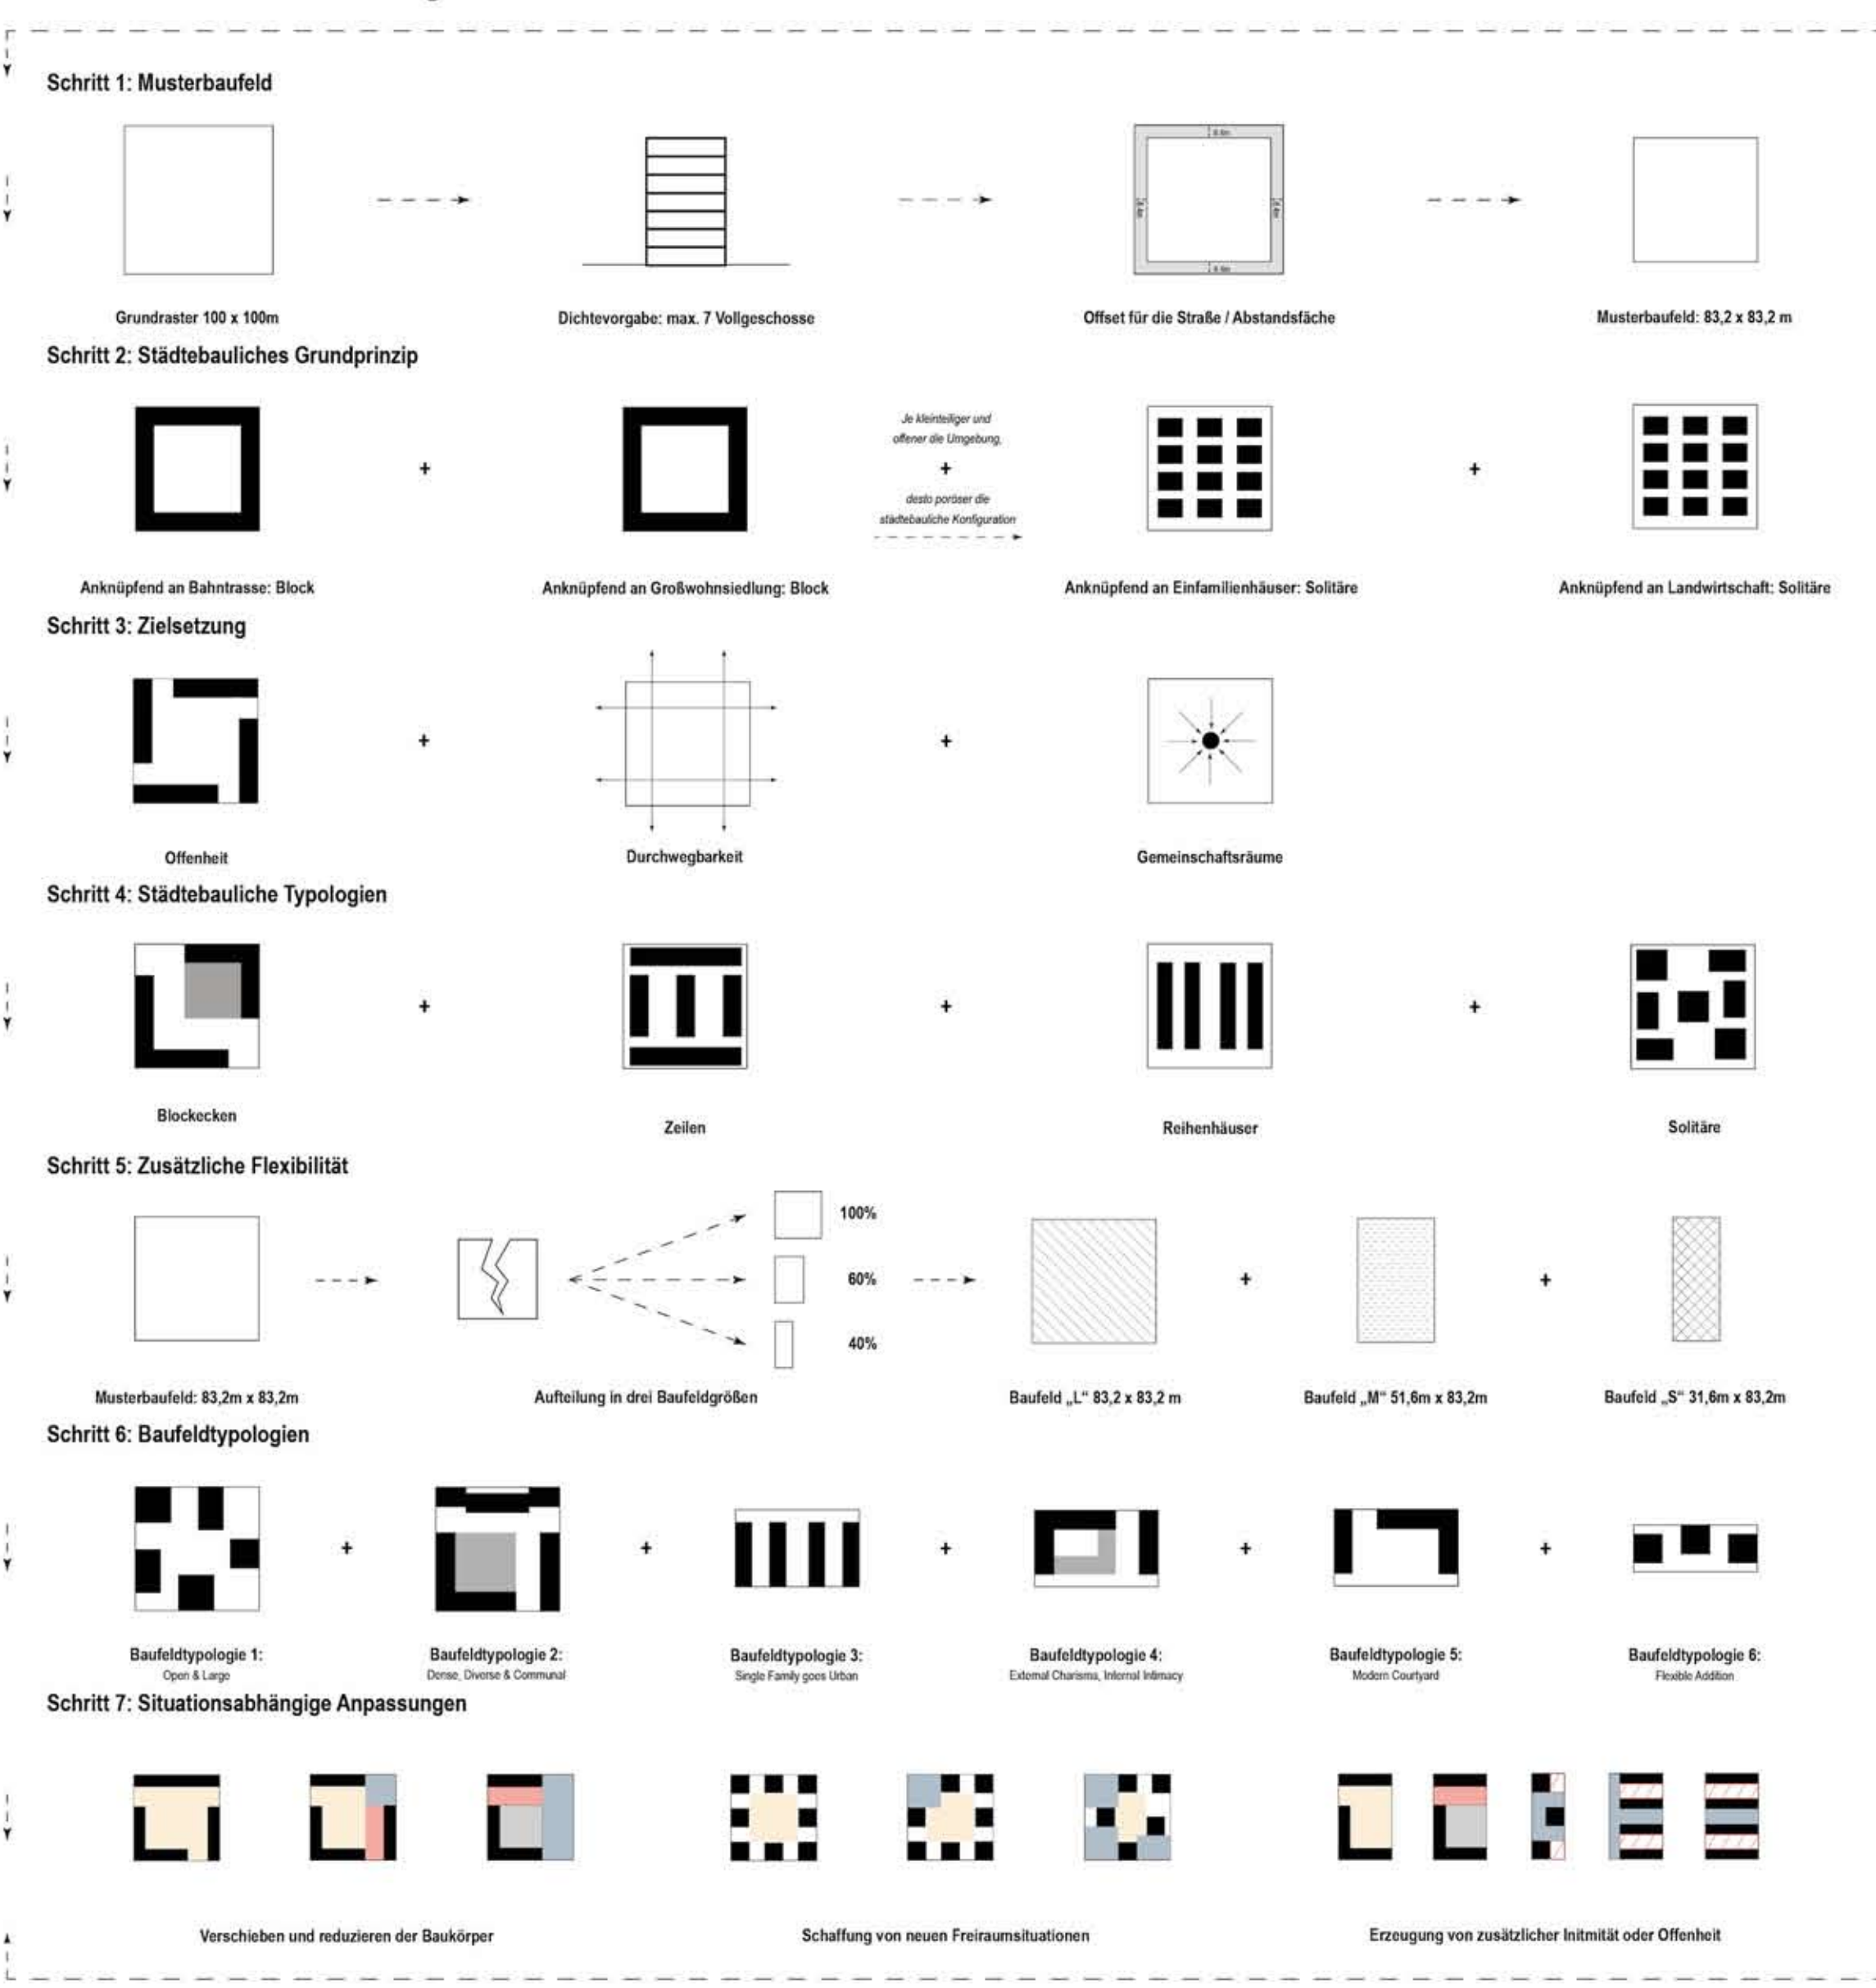 Schritt 1: Musterbaufeld
Grundraster 100 x 100m
Dichtevorgabe: max. 7 Vollgeschosse
Offset für die Straße / Abstandsfäche
Musterbaufeld: 83,2 x 83,2 m
Schritt 2: Städtebauliches Grundprinzip
Je kleinteiliger und
offener die Umgebung,
+
+
+
desto poröser die
städtebauliche Konfiguration
Anknüpfend an Bahntrasse: Block
Anknüpfend an Großwohnsiedlung: Block
Anknüpfend an Einfamilienhäuser: Solitäre
Anknüpfend an Landwirtschaft: Solitäre
Schritt 3: Zielsetzung
+
+
Offenheit
Durchwegbarkeit
Gemeinschaftsräume
Schritt 4: Städtebauliche Typologien
+
+
+
Blockecken
Zeilen
Reihenhäuser
Solitäre
Schritt 5: Zusätzliche Flexibilität
100%
60%
40%
+
+
Musterbaufeld: 83,2m x 83,2m
Aufteilung in drei Baufeldgrößen
Baufeld „L“ 83,2 x 83,2 m
Baufeld „M“ 51,6m x 83,2m
Baufeld „S“ 31,6m x 83,2m
Schritt 6: Baufeldtypologien
+
+
+
+
+
Baufeldtypologie 1:
Open & Large
Baufeldtypologie 2:
Dense, Diverse & Communal
Baufeldtypologie 3:
Single Family goes Urban
Baufeldtypologie 4:
External Charisma, Internal Intimacy
Baufeldtypologie 5:
Modern Courtyard
Baufeldtypologie 6:
Flexible Addition
Schritt 7: Situationsabhängige Anpassungen
Verschieben und reduzieren der Baukörper
Schaffung von neuen Freiraumsituationen
Erzeugung von zusätzlicher Initmität oder Offenheit